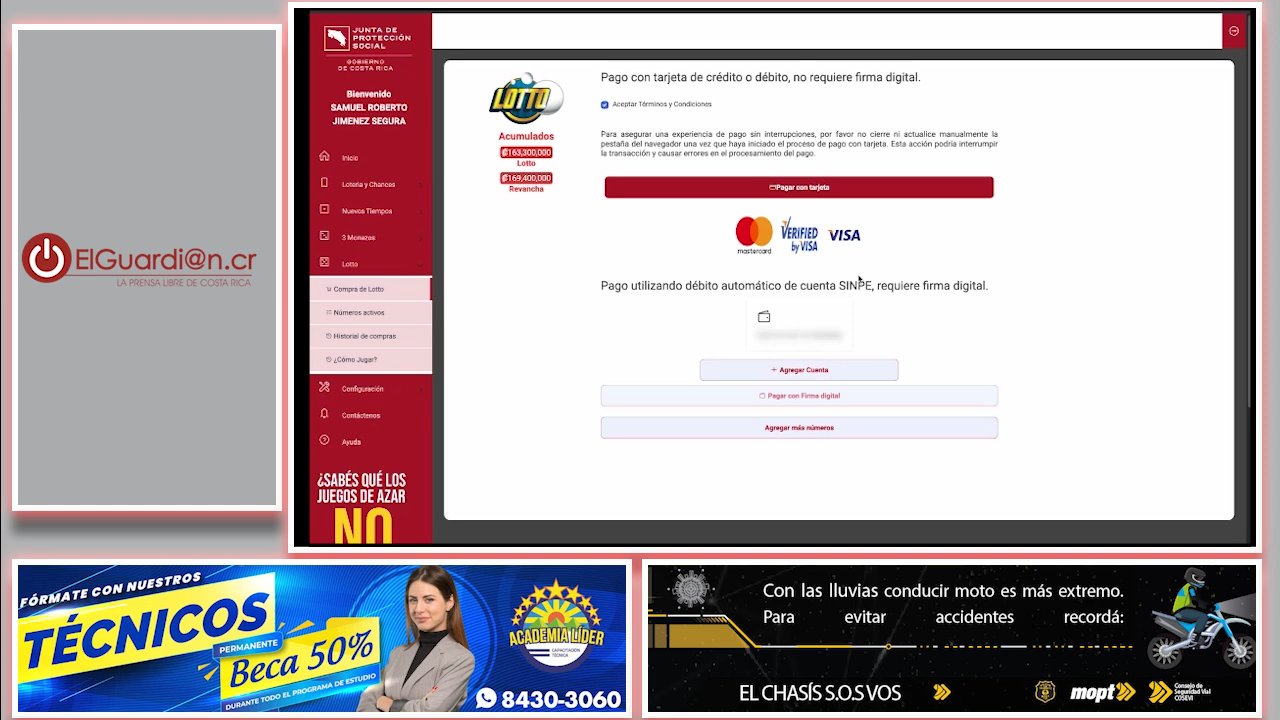 ElGuardi@n.cr
LA PRENSA LIBRE DE COSTA RICA
JUNTA DE
PROTECCIÓN
SOCIAL
GOBIERNO
DE COSTA RICA
Bienvenido
SAMUEL ROBERTO
JIMENEZ SEGURA
Inicio
Lotería y Chances
Nuevos Tiempos
3 Monazos
Lotto
Compra de Lotto
Números activos
Historial de compras
¿Cómo Jugar?
Configuración
Contáctenos
Ayuda
¿SABÉS QUÉ LOS
JUEGOS DE AZAR
NO
LOTTO
Acumulados
₡163,300,000
Lotto
₡169,400,000
Revancha
Pago con tarjeta de crédito o débito, no requiere firma digital.
Aceptar Términos y Condiciones
Para asegurar una experiencia de pago sin interrupciones, por favor no cierre ni actualice manualmente la
pestaña del navegador una vez que haya iniciado el proceso de pago con tarjeta. Esta acción podría interrumpir
la transacción y causar errores en el procesamiento del pago.
Pagar con tarjeta
mastercard
VERIFIED
by VISA
VISA
Pago utilizando débito automático de cuenta SINPE, requiere firma digital.
+ Agregar Cuenta
Pagar con Firma digital
Agregar más números
FÓRMATE CON NUESTROS
TÉCNICOS
PERMANENTE
Beca 50%
DURANTE TODO EL PROGRAMA DE ESTUDIO
ACADEMIA LÍDER
CAPACITACIÓN
TÉCNICA
8430-3060
Con las lluvias conducir moto es más extremo.
Para evitar accidentes recordá:
EL CHASÍS S.O.S VOS
mopt
Consejo de
Seguridad Vial
COSEVI